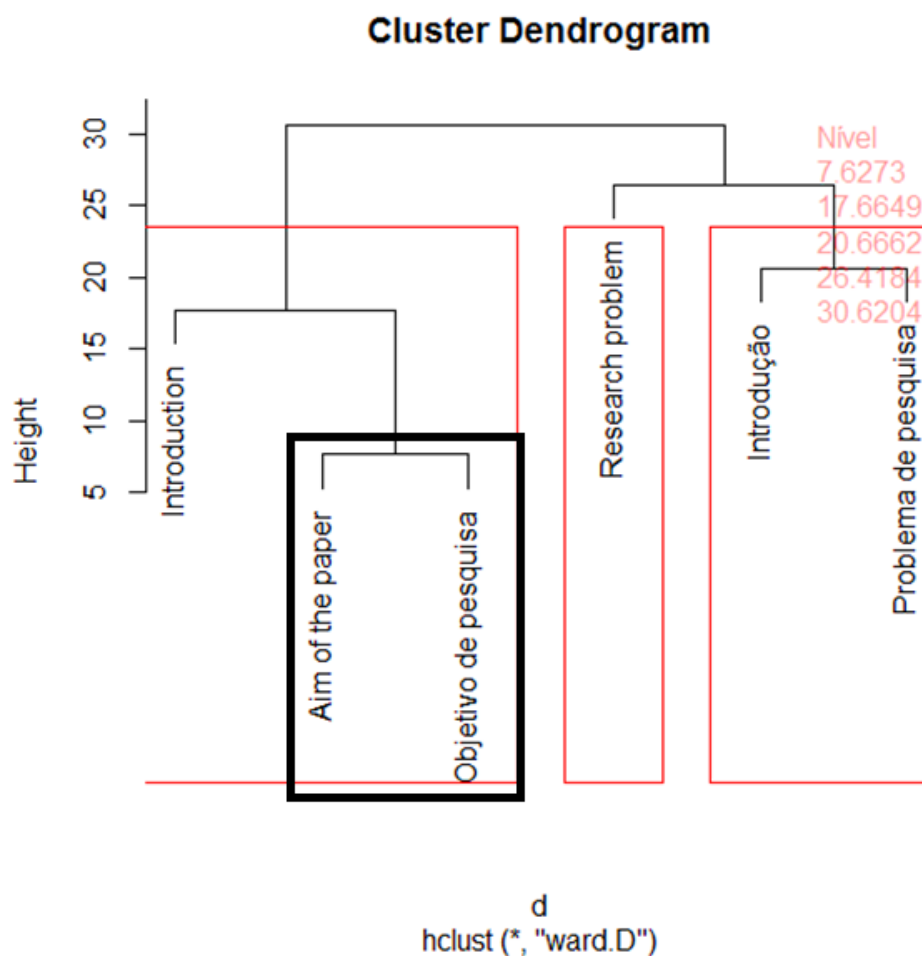 Cluster Dendrogram
Height
30
25
20
15
10
5
Nível
7.6273
17.6649
20.6662
26.4184
30.6204
Introduction
Aim of the paper
Objetivo de pesquisa
Research problem
Introdução
Problema de pesquisa
d
hclust (*, "ward.D")